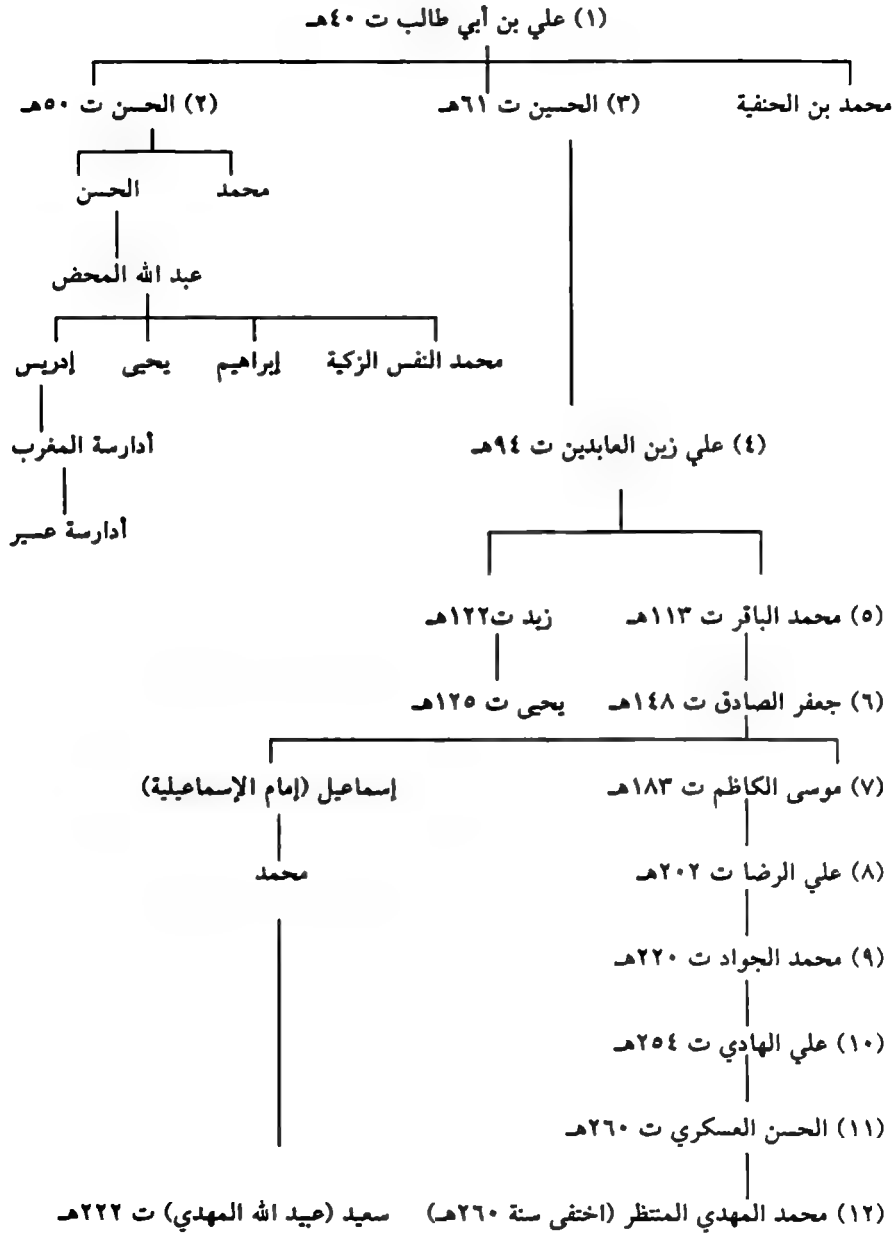 (١) علي بن أبي طالب ت ٤٠هـ
محمد بن الحنفية (٣) الحسين ت ٦١هـ (٢) الحسن ت ٥٠هـ
محمد الحسن
عبد الله المحض
محمد النفس الزكية إبراهيم يحيى إدريس
(٤) علي زين العابدين ت ٩٤هـ أدارسة المغرب
أدارسة عسير
(٥) محمد الباقر ت ١١٣هـ زيد ت١٢٢هـ
(٦) جعفر الصادق ت ١٤٨هـ يحيى ت ١٢٥هـ
(٧) موسى الكاظم ت ١٨٣هـ إسماعيل (إمام الإسماعيلية)
(٨) علي الرضا ت ٢٠٢هـ محمد
(٩) محمد الجواد ت ٢٢٠هـ
(١٠) علي الهادي ت ٢٥٤هـ
(١١) الحسن العسكري ت ٢٦٠هـ
(١٢) محمد المهدي المنتظر (اختفى سنة ٢٦٠هـ) سعيد (عبيد الله المهدي) ت ٢٢٢هـ